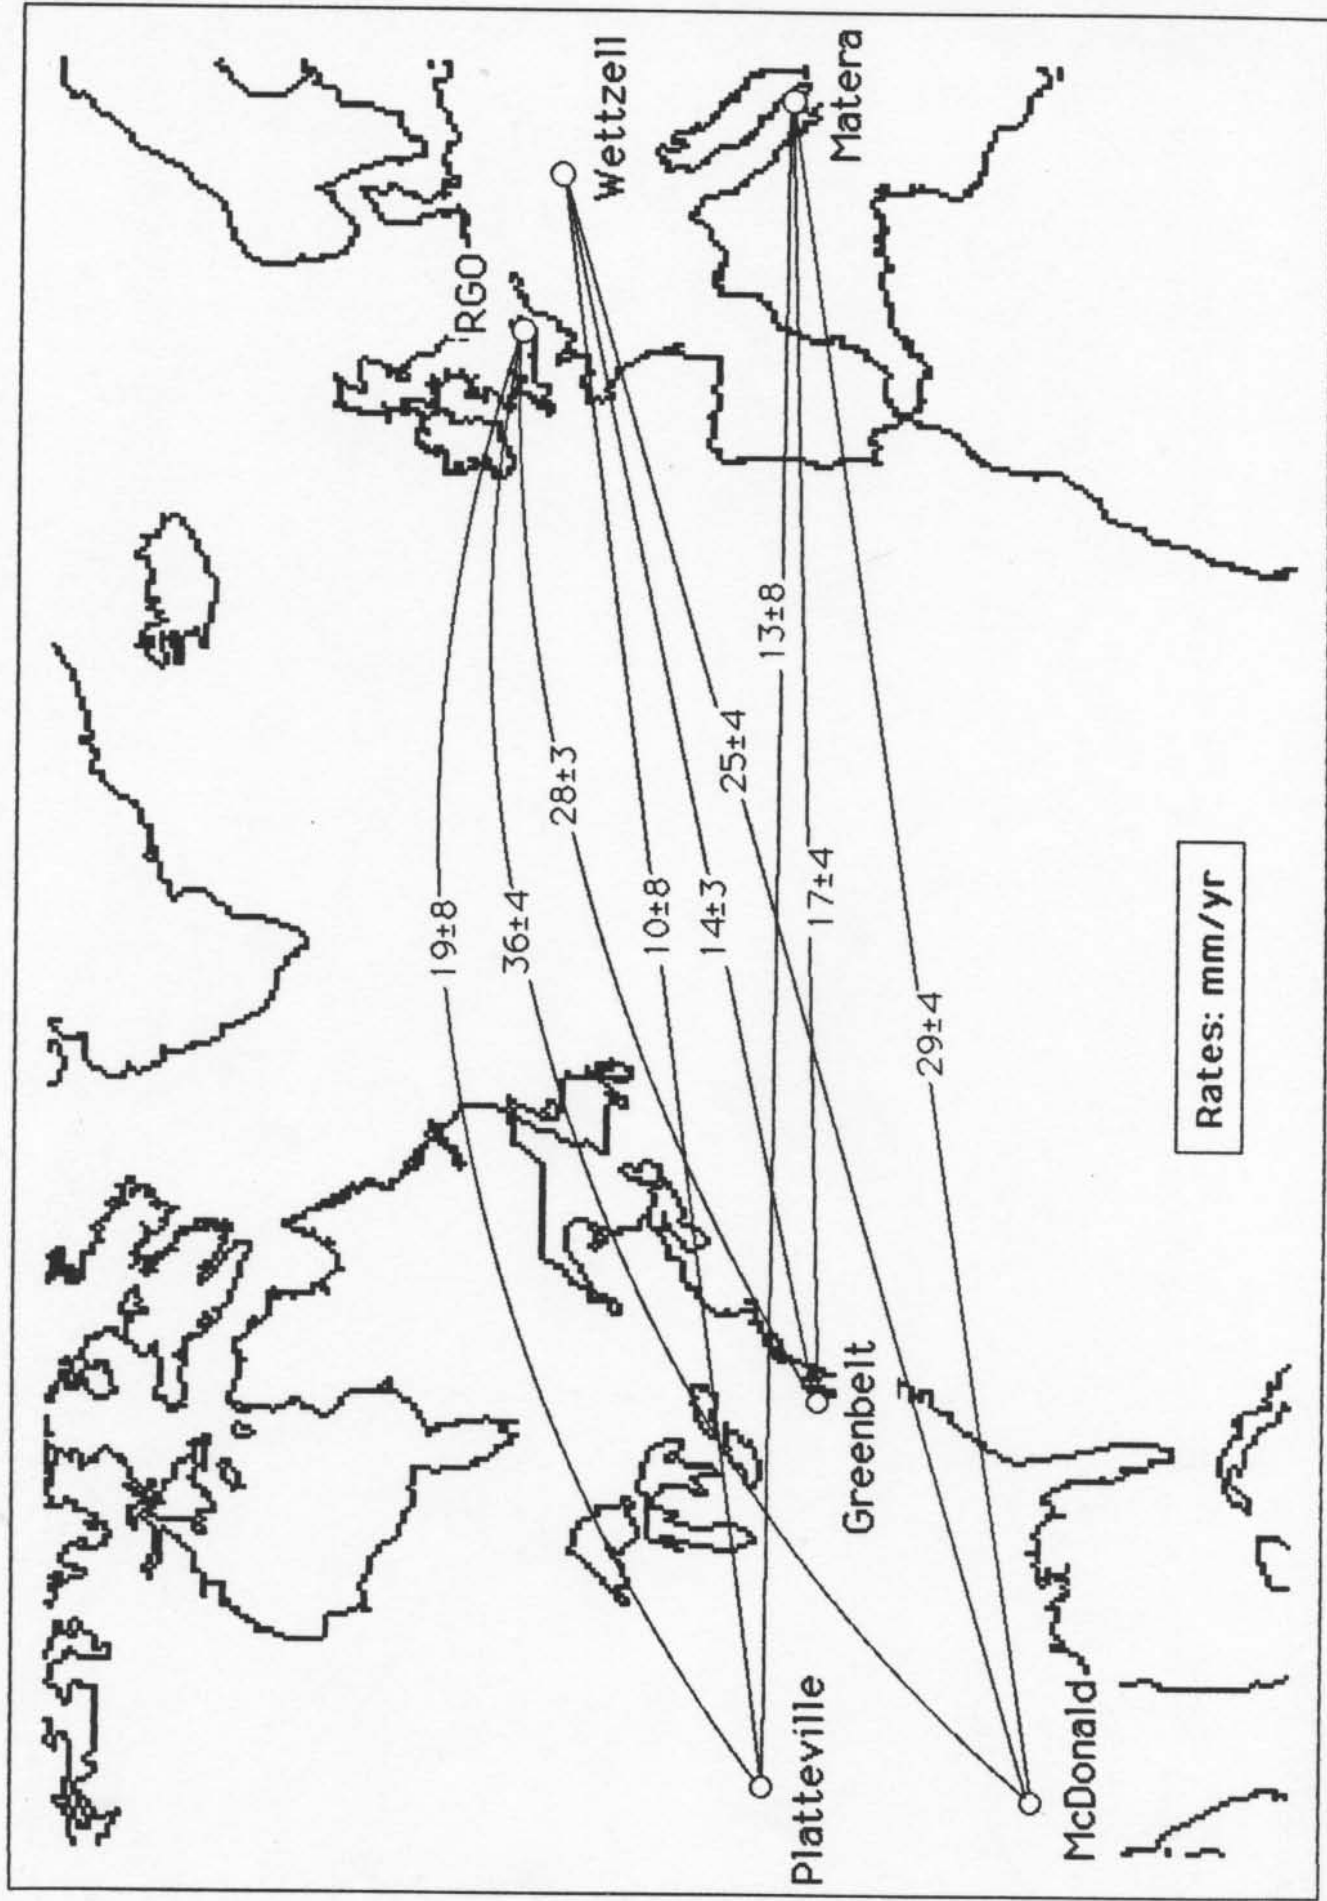 RGO
Wettzell
Matera
19±8
36±4
28±3
10±8
14±3
25±4
13±8
17±4
29±4
Platteville
Greenbelt
McDonald
Rates: mm/yr